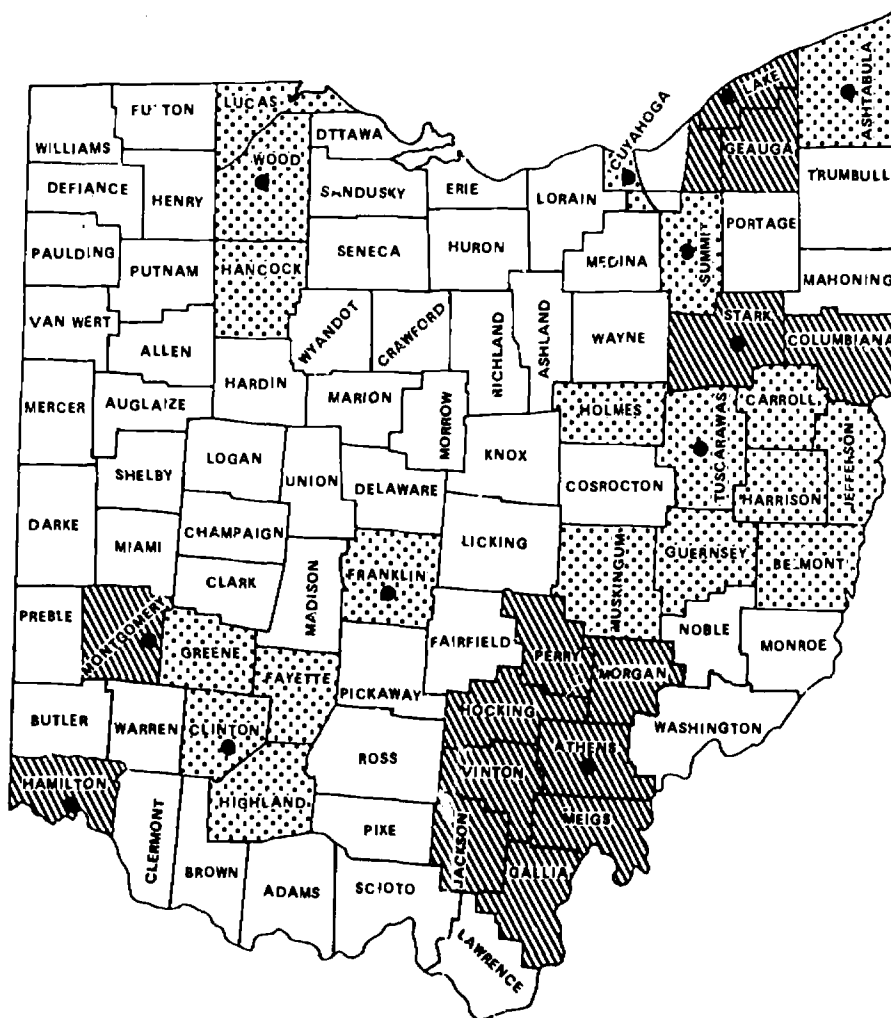 LAKE
ASHTABULA
FUTTON
LUCAS
OTTAWA
CUYAHOGA
GEAUGA
WILLIAMS
WOOD
TRUMBULL
DEFIANCE
HENRY
SANDUSKY
ERIE
LORAIN
PORTAGE
PAULDING
PUTNAM
HANCOCK
SENECA
HURON
MEDINA
SUMMIT
MAHONING
VAN WERT
ALLEN
WYANDOT
CRAWFORD
RICHLAND
ASHLAND
WAYNE
STARK
COLUMBIANA
MERCER
AUGLAIZE
HARDIN
MARION
MORROW
HOLMES
CARROLL
TUSCARAWAS
JEFFERSON
SHELBY
LOGAN
UNION
DELAWARE
KNOX
COSROCTON
HARRISON
DARKE
MIAMI
CHAMPAIGN
LICKING
MUSKINGUM
GUERNSEY
BELMONT
CLARK
MADISON
FRANKLIN
PREBLE
MONTGOMERY
GREENE
FAYETTE
FAIRFIELD
PERRY
MORGAN
NOBLE
MONROE
PICKAWAY
BUTLER
WARREN
CLINTON
HOCKING
WASHINGTON
ROSS
ATHENS
VINTON
HAMILTON
HIGHLAND
MEIGS
CLERMONT
BROWN
PIXE
JACKSON
GALLIA
ADAMS
SCIOTO
LAWRENCE